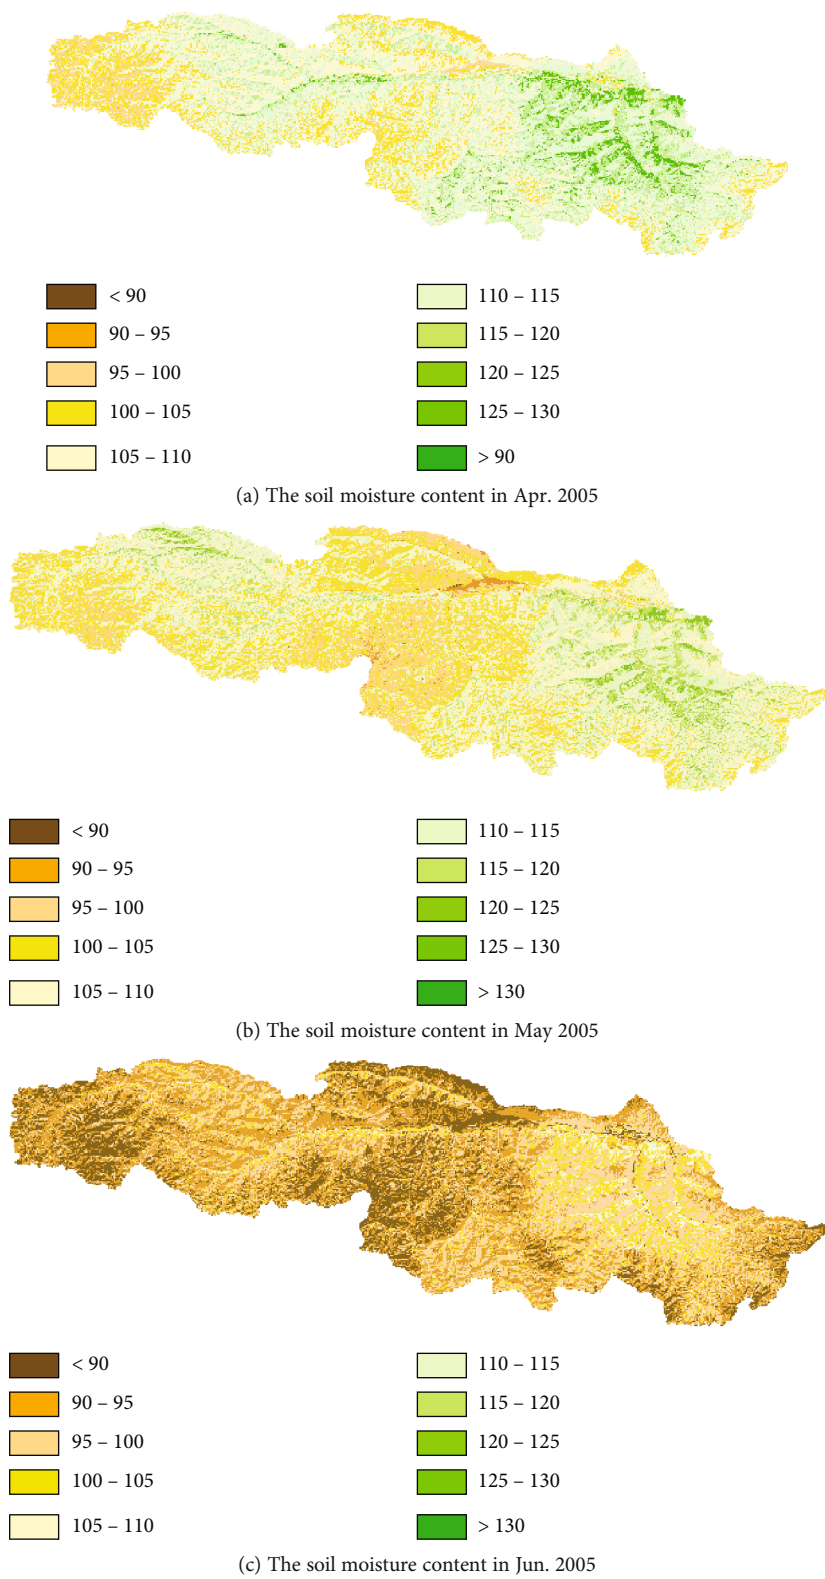 < 90
110 – 115
90 – 95
115 – 120
95 – 100
120 – 125
100 – 105
125 – 130
105 – 110
> 90
(a) The soil moisture content in Apr. 2005
< 90
110 – 115
90 – 95
115 – 120
95 – 100
120 – 125
100 – 105
125 – 130
105 – 110
> 130
(b) The soil moisture content in May 2005
< 90
110 – 115
90 – 95
115 – 120
95 – 100
120 – 125
100 – 105
125 – 130
105 – 110
> 130
(c) The soil moisture content in Jun. 2005